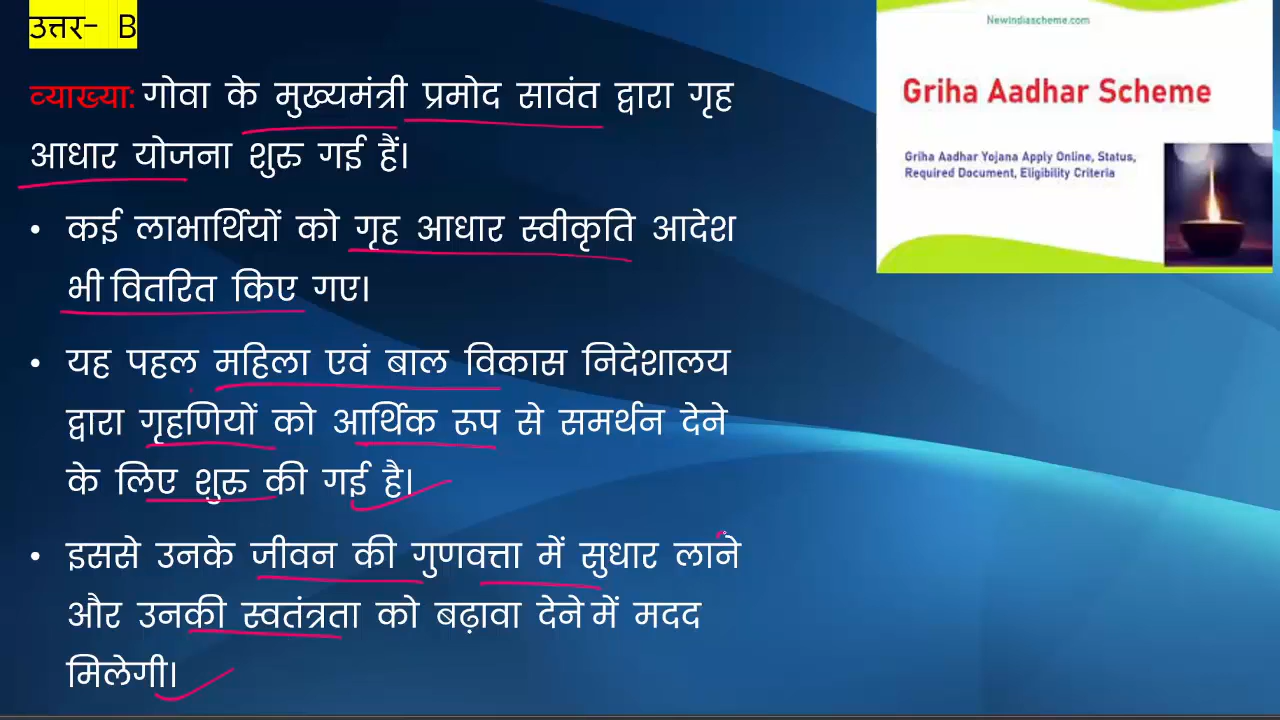 उत्तर- B
व्याख्या: गोवा के मुख्यमंत्री प्रमोद सावंत द्वारा गृह
आधार योजना शुरु गई हैं।
• कई लाभार्थियों को गृह आधार स्वीकृति आदेश
भी वितरित किए गए।
• यह पहल महिला एवं बाल विकास निदेशालय
द्वारा गृहणियों को आर्थिक रूप से समर्थन देने
के लिए शुरु की गई है।
• इससे उनके जीवन की गुणवत्ता में सुधार लाने
और उनकी स्वतंत्रता को बढ़ावा देने में मदद
मिलेगी।
Newindiascheme.com
Griha Aadhar Scheme
Griha Aadhar Yojana Apply Online, Status,
Required Document, Eligibility Criteria